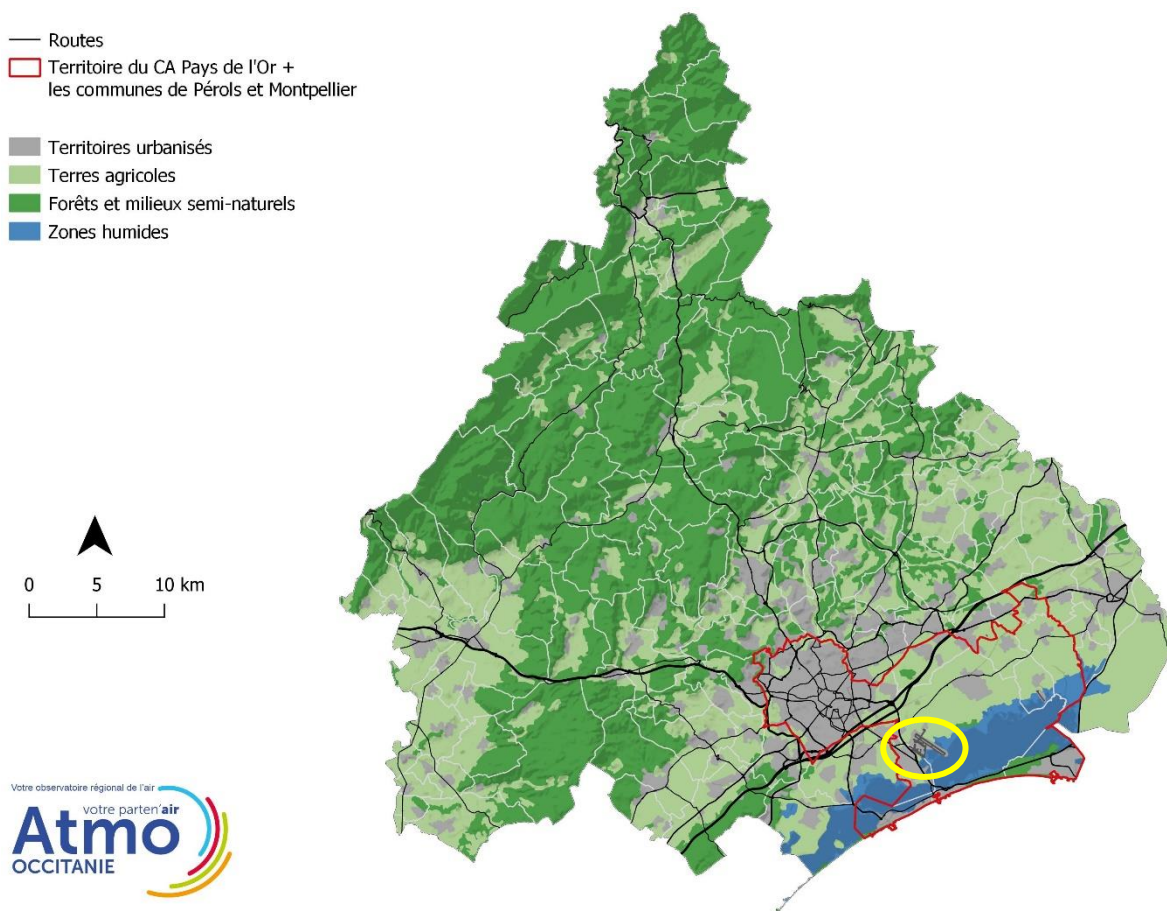 Routes
Territoire du CA Pays de l'Or +
les communes de Pérols et Montpellier
Territoires urbanisés
Terres agricoles
Forêts et milieux semi-naturels
Zones humides
0 5 10 km
Votre observatoire régional de l'air
votre parten'air
Atmo
OCCITANIE